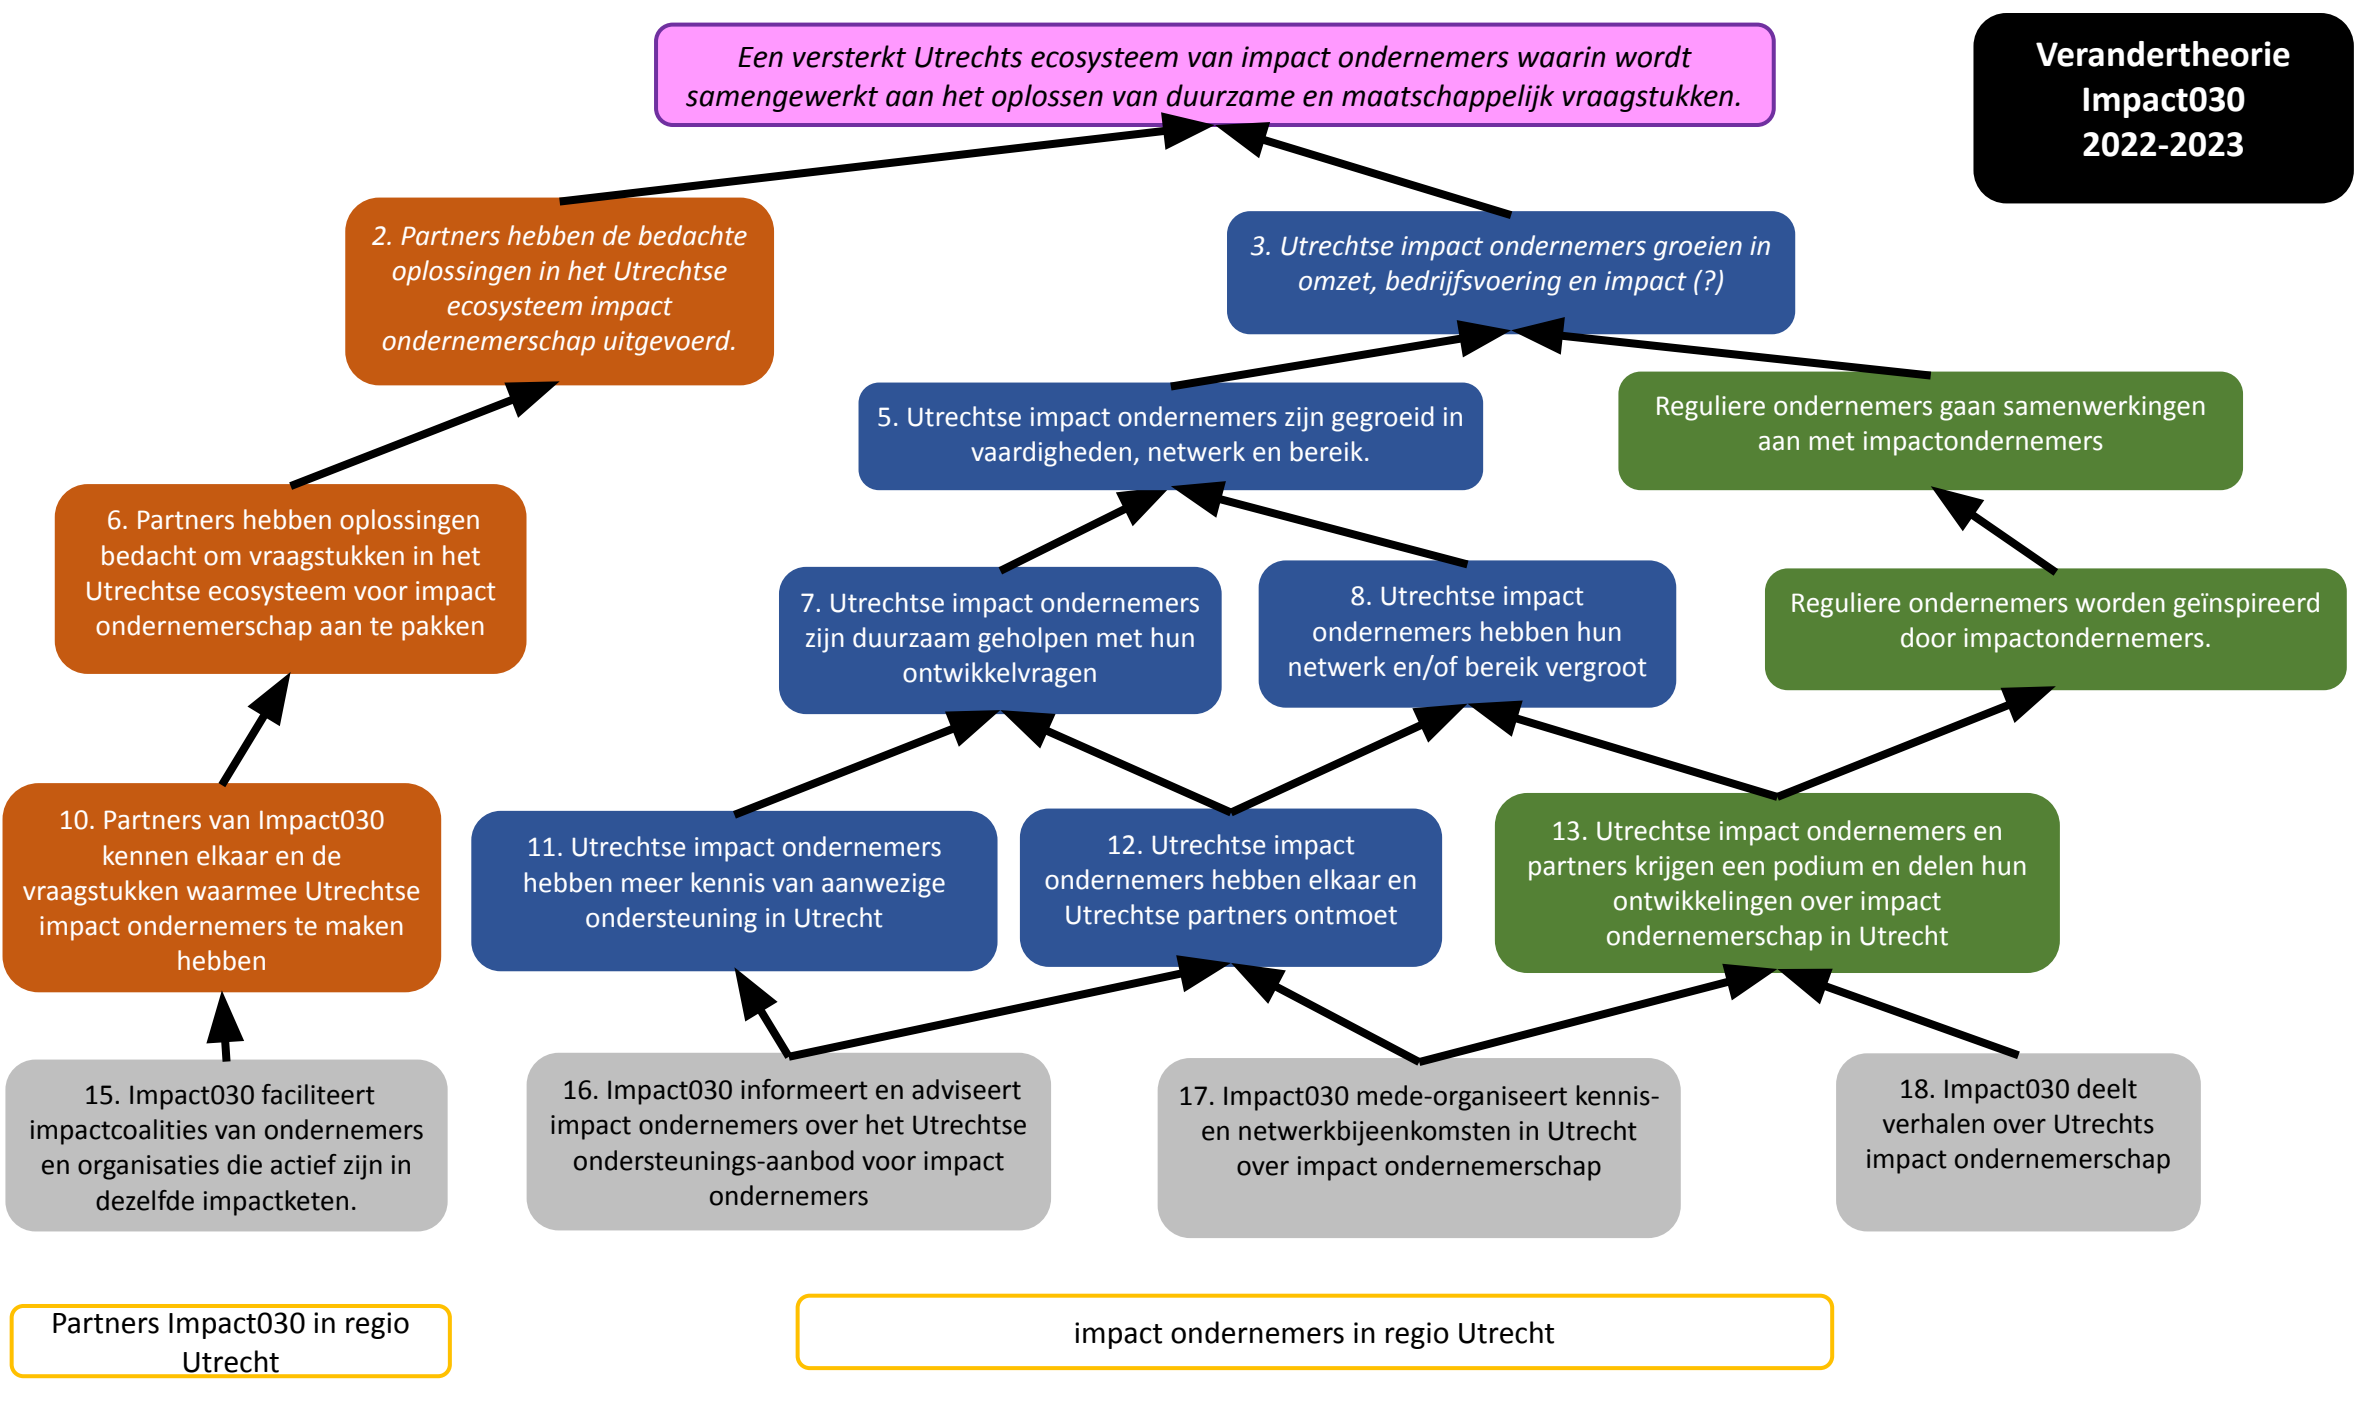 Een versterkt Utrechts ecosysteem van impact ondernemers waarin wordt
samengewerkt aan het oplossen van duurzame en maatschappelijk vraagstukken.
Verandertheorie
Impact030
2022-2023
2. Partners hebben de bedachte
oplossingen in het Utrechtse
ecosysteem impact
ondernemerschap uitgevoerd.
3. Utrechtse impact ondernemers groeien in
omzet, bedrijfsvoering en impact (?)
5. Utrechtse impact ondernemers zijn gegroeid in
vaardigheden, netwerk en bereik.
Reguliere ondernemers gaan samenwerkingen
aan met impactondernemers
6. Partners hebben oplossingen
bedacht om vraagstukken in het
Utrechtse ecosysteem voor impact
ondernemerschap aan te pakken
7. Utrechtse impact ondernemers
zijn duurzaam geholpen met hun
ontwikkelvragen
8. Utrechtse impact
ondernemers hebben hun
netwerk en/of bereik vergroot
Reguliere ondernemers worden geïnspireerd
door impactondernemers.
10. Partners van Impact030
kennen elkaar en de
vraagstukken waarmee Utrechtse
impact ondernemers te maken
hebben
11. Utrechtse impact ondernemers
hebben meer kennis van aanwezige
ondersteuning in Utrecht
12. Utrechtse impact
ondernemers hebben elkaar en
Utrechtse partners ontmoet
13. Utrechtse impact ondernemers en
partners krijgen een podium en delen hun
ontwikkelingen over impact
ondernemerschap in Utrecht
15. Impact030 faciliteert
impactcoalities van ondernemers
en organisaties die actief zijn in
dezelfde impactketen.
16. Impact030 informeert en adviseert
impact ondernemers over het Utrechtse
ondersteunings-aanbod voor impact
ondernemers
17. Impact030 mede-organiseert kennis-
en netwerkbijeenkomsten in Utrecht
over impact ondernemerschap
18. Impact030 deelt
verhalen over Utrechts
impact ondernemerschap
Partners Impact030 in regio
Utrecht
impact ondernemers in regio Utrecht